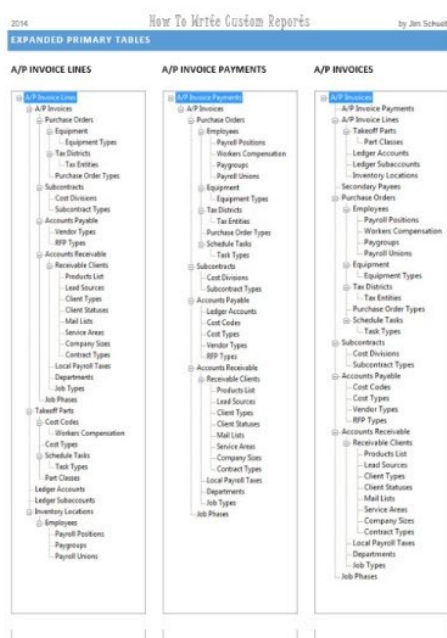 2014
How To Write Custom Reports
by Jim
EXPANDED PRIMARY TABLES
A/P INVOICE LINES
A/P Invoice Lines
A/P Invoices
Purchase Orders
Equipment
Equipment Types
Tax Districts
Tax Entities
Purchase Order Types
Subcontracts
Cost Divisions
Subcontract Types
Accounts Payable
Vendor Types
RFP Types
Accounts Receivable
Receivable Clients
Products List
Lead Sources
Client Types
Client Statuses
Mail Lists
Service Areas
Company Sizes
Contract Types
Local Payroll Taxes
Departments
Job Types
Job Phases
Takeoff Parts
Cost Codes
Workers Compensation
Cost Types
Schedule Tasks
Task Types
Part Classes
Ledger Accounts
Ledger Subaccounts
Inventory Locations
Employees
Payroll Positions
Paygroups
Payroll Unions
A/P INVOICE PAYMENTS
A/P Invoice Payments
A/P Invoices
Purchase Orders
Employees
Payroll Positions
Workers Compensation
Paygroups
Payroll Unions
Equipment
Equipment Types
Tax Districts
Tax Entities
Purchase Order Types
Schedule Tasks
Task Types
Subcontracts
Cost Divisions
Subcontract Types
Accounts Payable
Ledger Accounts
Cost Codes
Cost Types
Vendor Types
RFP Types
Accounts Receivable
Receivable Clients
Products List
Lead Sources
Client Types
Client Statuses
Mail Lists
Service Areas
Company Sizes
Contract Types
Local Payroll Taxes
Departments
Job Types
Job Phases
A/P INVOICES
A/P Invoices
A/P Invoice Payments
A/P Invoice Lines
Takeoff Parts
Part Classes
Ledger Accounts
Ledger Subaccounts
Inventory Locations
Secondary Payees
Purchase Orders
Employees
Payroll Positions
Workers Compensation
Paygroups
Payroll Unions
Equipment
Equipment Types
Tax Districts
Tax Entities
Purchase Order Types
Schedule Tasks
Task Types
Subcontracts
Cost Divisions
Subcontract Types
Accounts Payable
Cost Codes
Cost Types
Vendor Types
RFP Types
Accounts Receivable
Receivable Clients
Products List
Lead Sources
Client Types
Client Statuses
Mail Lists
Service Areas
Company Sizes
Contract Types
Local Payroll Taxes
Departments
Job Types
Job Phases